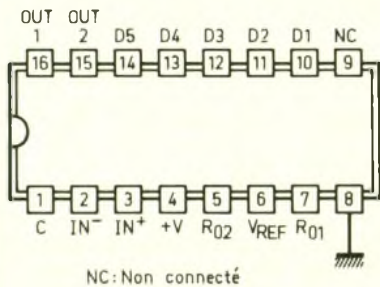 OUT OUT
1 2 D5 D4 D3 D2 D1 NC
16 15 14 13 12 11 10 9
1 2 3 4 5 6 7 8
C IN⁻ IN⁺ +V R02 VREF R01
NC: Non connecté